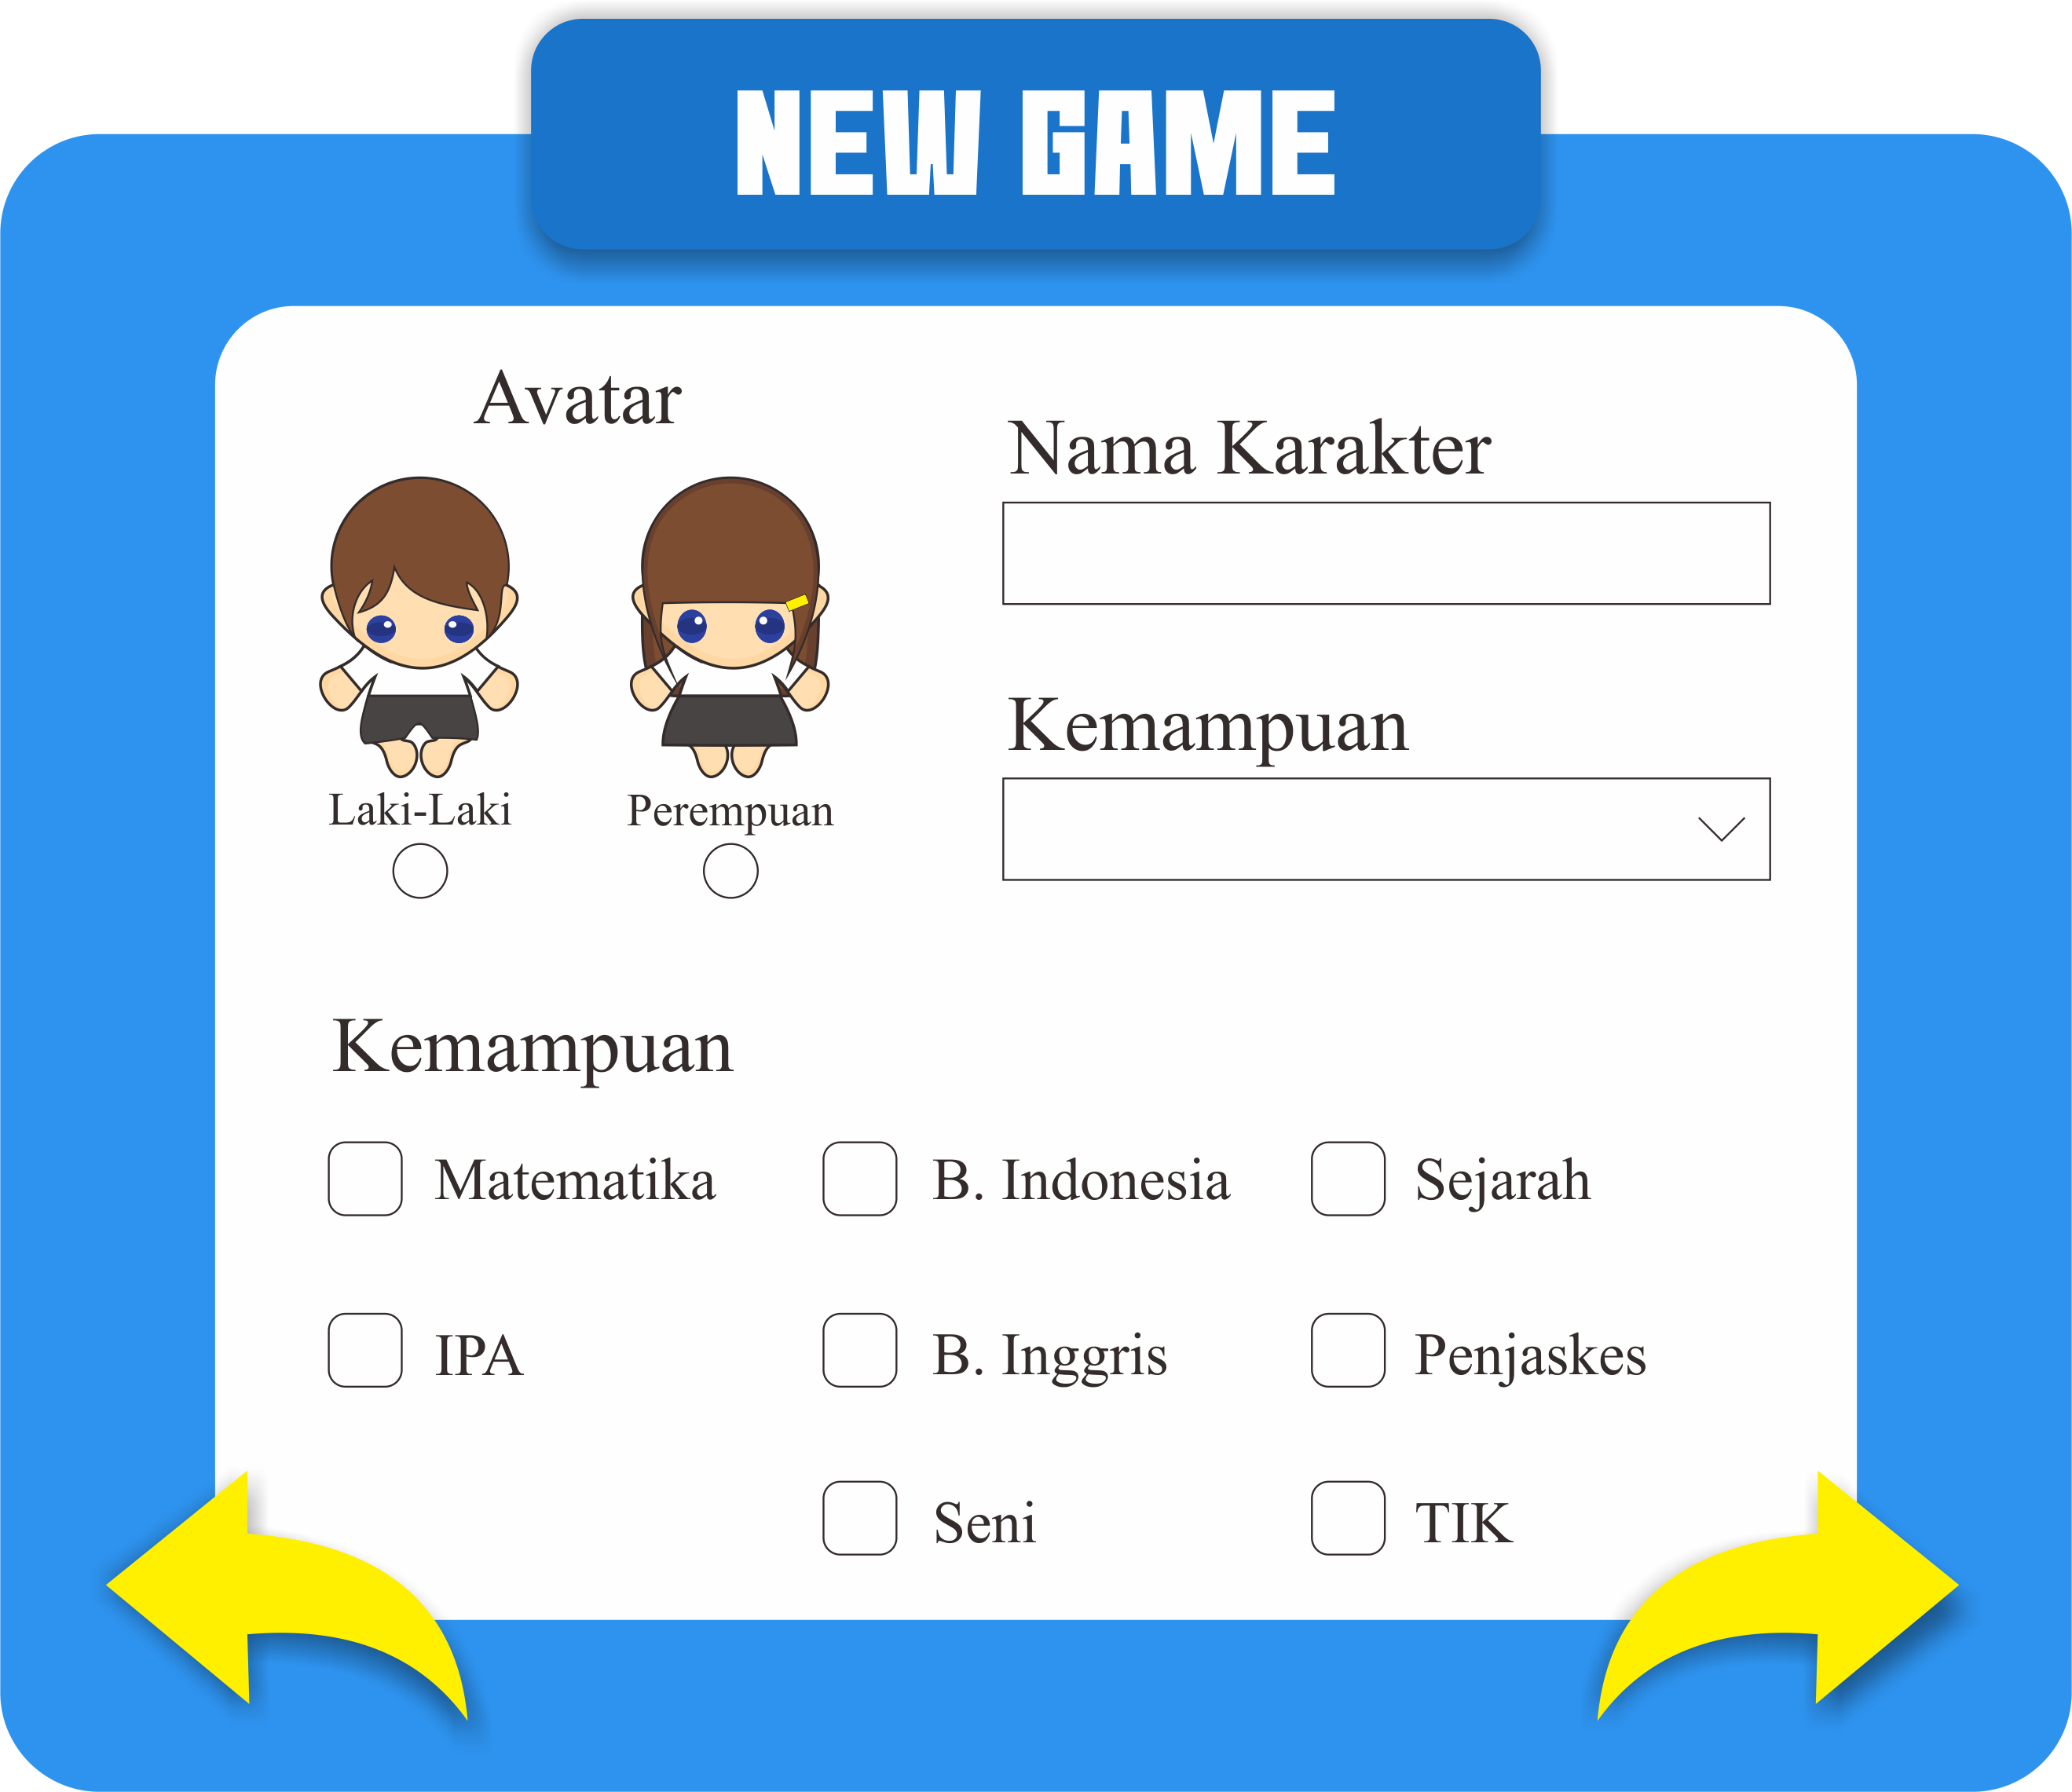 NEW GAME
Avatar
Nama Karakter
Kemampuan
Laki-Laki
Perempuan
Kemampuan
Matematika
B. Indonesia
Sejarah
IPA
B. Inggris
Penjaskes
Seni
TIK